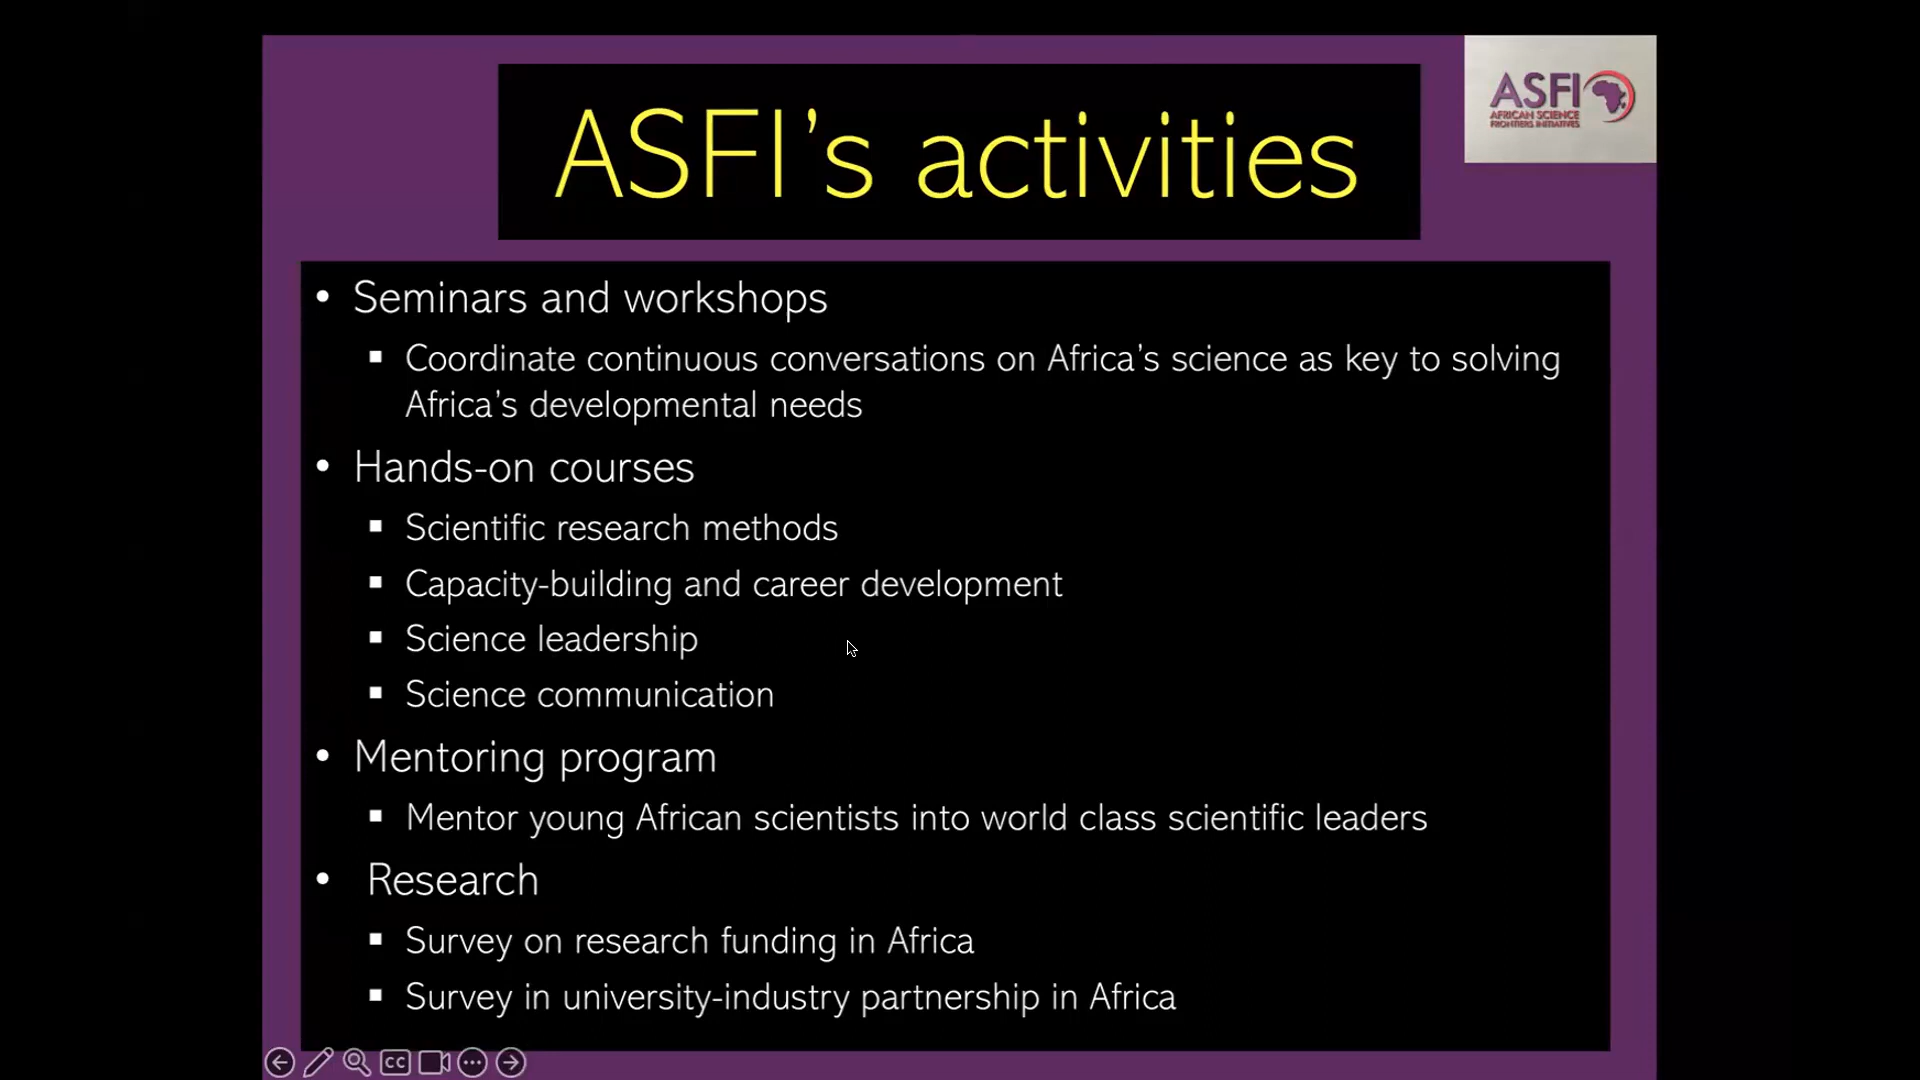 ASFI's activities
ASFI
AFRICAN SCIENCE
FRONTIERS INITIATIVES
• Seminars and workshops
▪ Coordinate continuous conversations on Africa's science as key to solving
Africa's developmental needs
• Hands-on courses
▪ Scientific research methods
▪ Capacity-building and career development
▪ Science leadership
▪ Science communication
• Mentoring program
▪ Mentor young African scientists into world class scientific leaders
• Research
▪ Survey on research funding in Africa
▪ Survey in university-industry partnership in Africa
CC